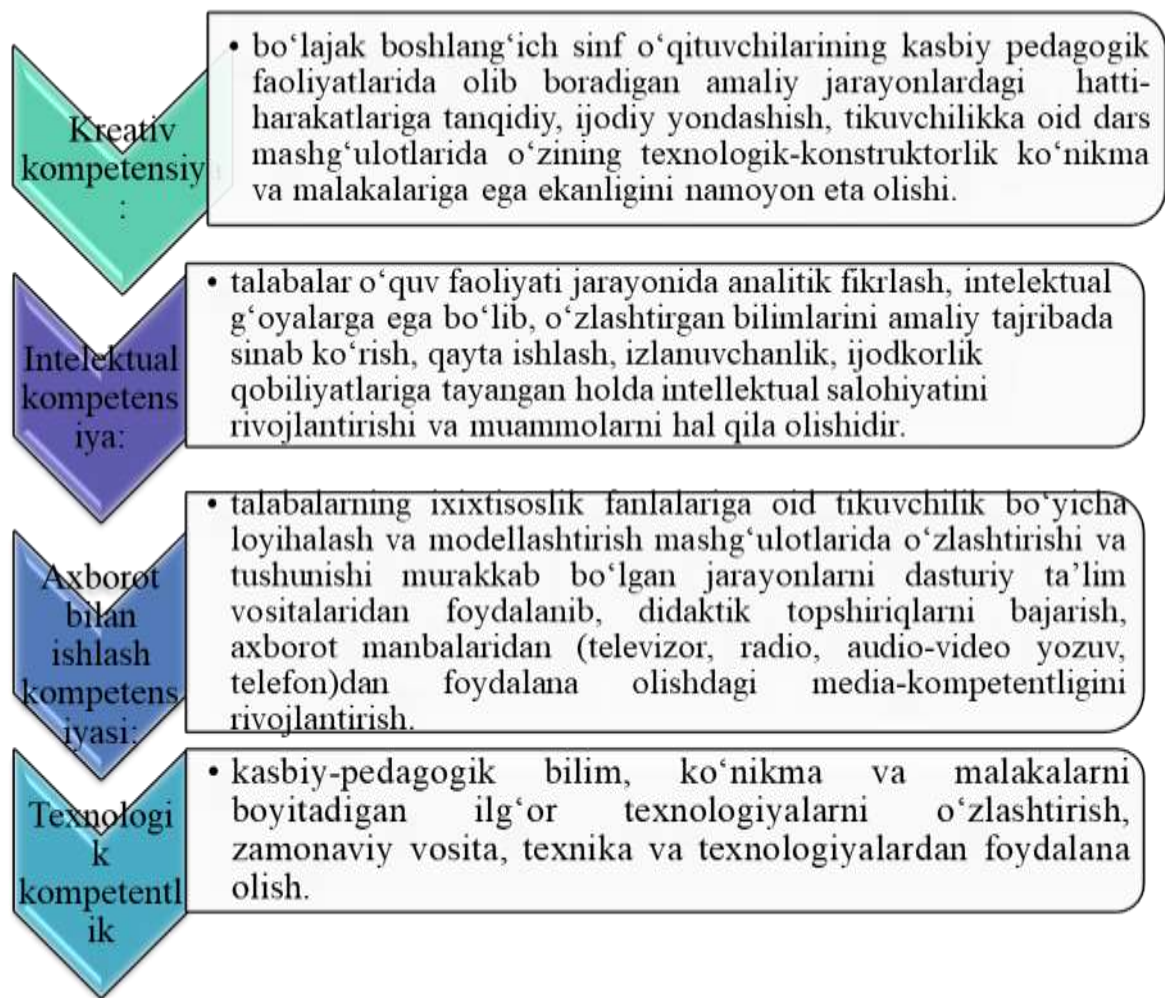 Kreativ
kompetensiya
:
• bo‘lajak boshlang‘ich sinf o‘qituvchilarining kasbiy pedagogik
faoliyatlarida olib boradigan amaliy jarayonlardagi hatti-
harakatlariga tanqidiy, ijodiy yondashish, tikuvchilikka oid dars
mashg‘ulotlarida o‘zining texnologik-konstruktorlik ko‘nikma
va malakalariga ega ekanligini namoyon eta olishi.
Intelektual
kompetens
iya:
• talabalar o‘quv faoliyati jarayonida analitik fikrlash, intelektual
g‘oyalarga ega bo‘lib, o‘zlashtirgan bilimlarini amaliy tajribada
sinab ko‘rish, qayta ishlash, izlanuvchanlik, ijodkorlik
qobiliyatlariga tayangan holda intellektual salohiyatini
rivojlantirishi va muammolarni hal qila olishidir.
Axborot
bilan
ishlash
kompetens
iyasi:
• talabalarning ixixtisoslik fanlalariga oid tikuvchilik bo‘yicha
loyihalash va modellashtirish mashg‘ulotlarida o‘zlashtirishi va
tushunishi murakkab bo‘lgan jarayonlarni dasturiy ta’lim
vositalaridan foydalanib, didaktik topshiriqlarni bajarish,
axborot manbalaridan (televizor, radio, audio-video yozuv,
telefon)dan foydalana olishdagi media-kompetentligini
rivojlantirish.
Texnologi
k
kompetentl
ik
• kasbiy-pedagogik bilim, ko‘nikma va malakalarni
boyitadigan ilg‘or texnologiyalarni o‘zlashtirish,
zamonaviy vosita, texnika va texnologiyalardan foydalana
olish.